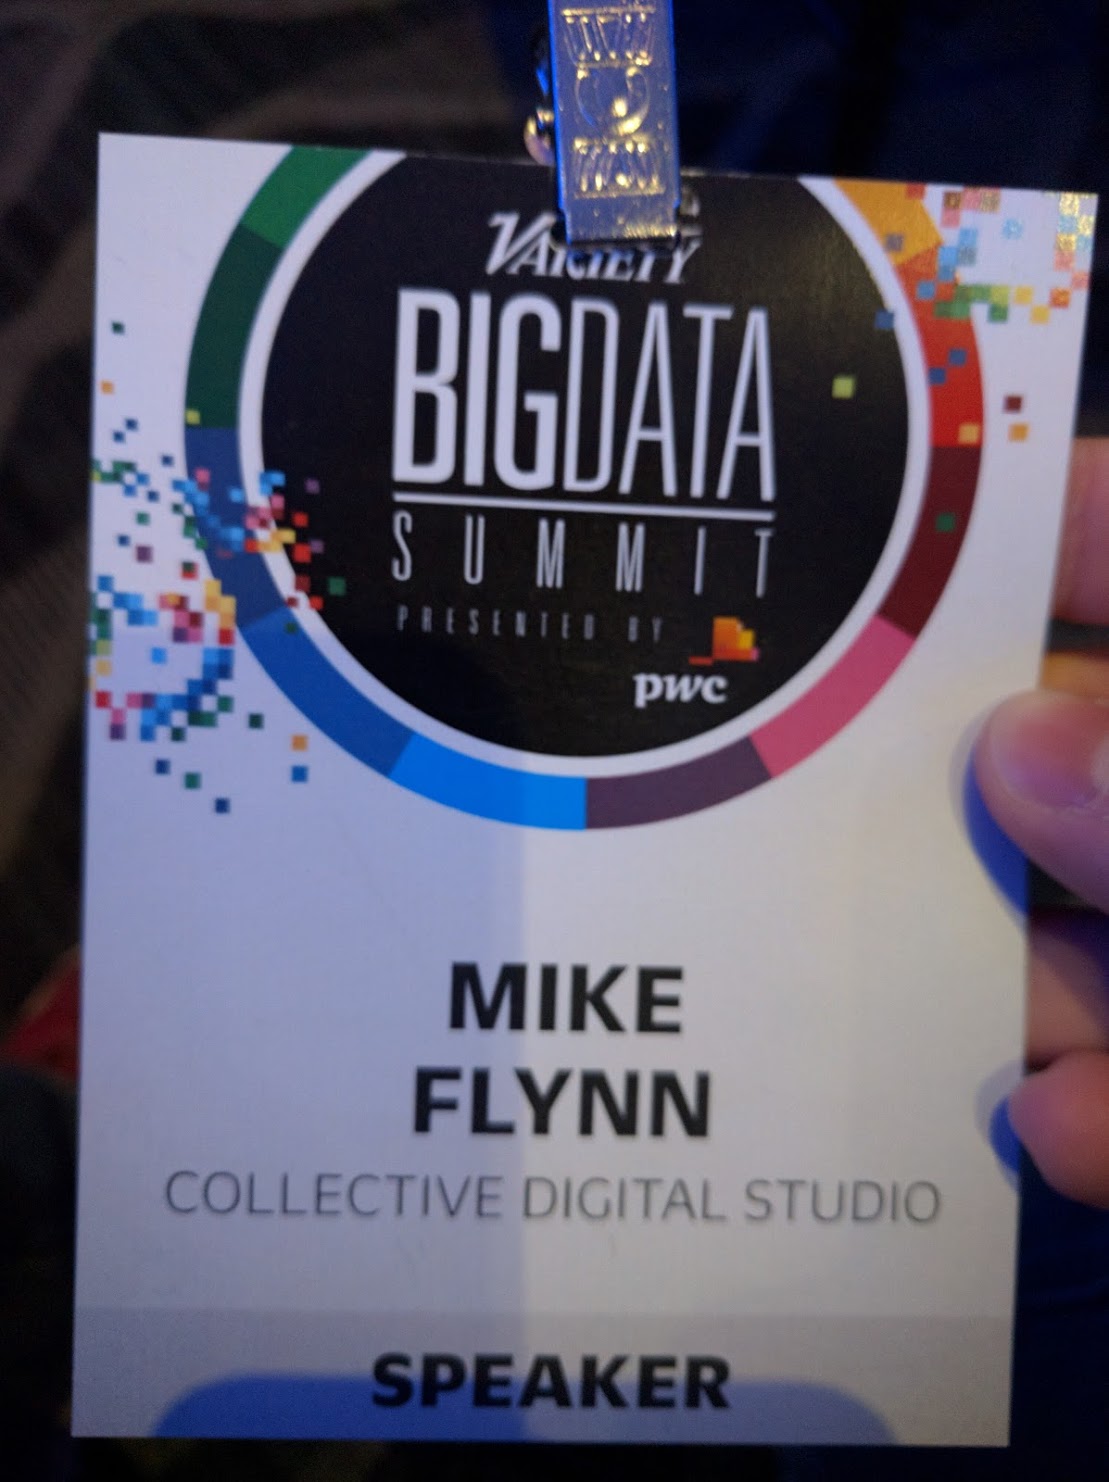 VARIETY
BIGDATA
SUMMIT
PRESENTED BY
pwc
MIKE
FLYNN
COLLECTIVE DIGITAL STUDIO
SPEAKER